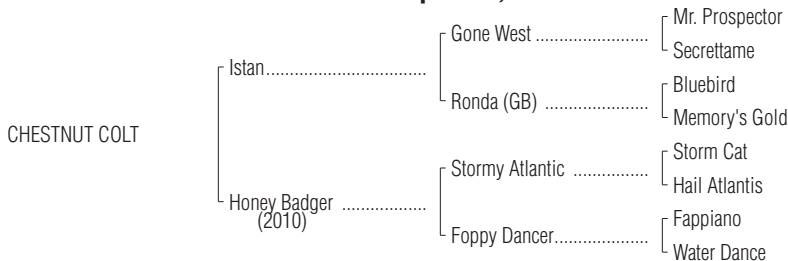 Mr. Prospector
Gone West ....................
Secrettame
Istan................................
Bluebird
Ronda (GB) ...................
Memory's Gold
CHESTNUT COLT
Storm Cat
Stormy Atlantic .............
Hail Atlantis
Honey Badger ................
(2010)
Fappiano
Foppy Dancer.................
Water Dance